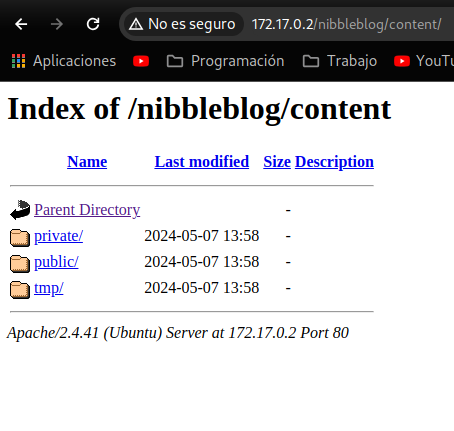 No es seguro 172.17.0.2/nibbleblog/content/
Aplicaciones Programación Trabajo YouTu
Index of /nibbleblog/content
Name Last modified Size Description
Parent Directory -
private/ 2024-05-07 13:58 -
public/ 2024-05-07 13:58 -
tmp/ 2024-05-07 13:58 -
Apache/2.4.41 (Ubuntu) Server at 172.17.0.2 Port 80